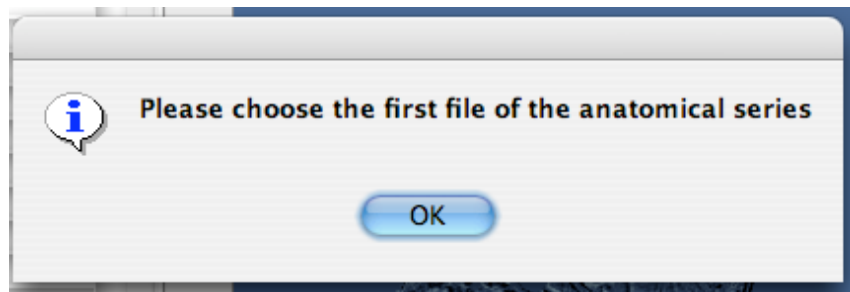 Please choose the first file of the anatomical series
OK